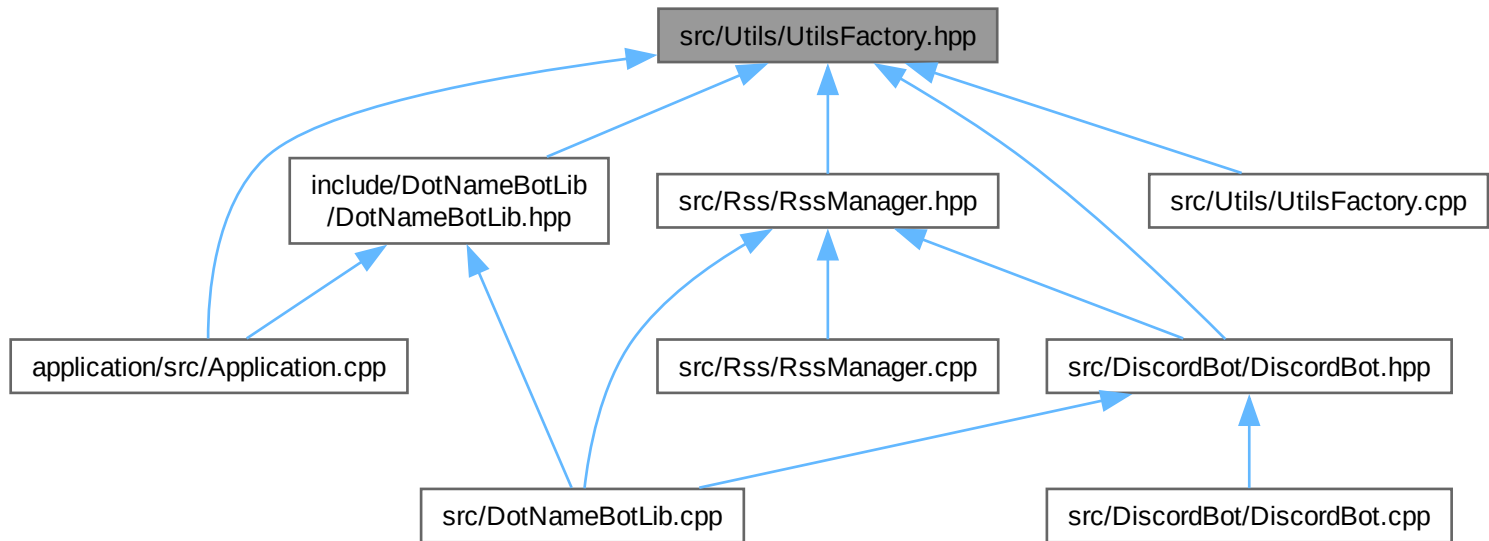 src/Utils/UtilsFactory.hpp
include/DotNameBotLib
/DotNameBotLib.hpp
src/Rss/RssManager.hpp
src/Utils/UtilsFactory.cpp
application/src/Application.cpp
src/Rss/RssManager.cpp
src/DiscordBot/DiscordBot.hpp
src/DotNameBotLib.cpp
src/DiscordBot/DiscordBot.cpp